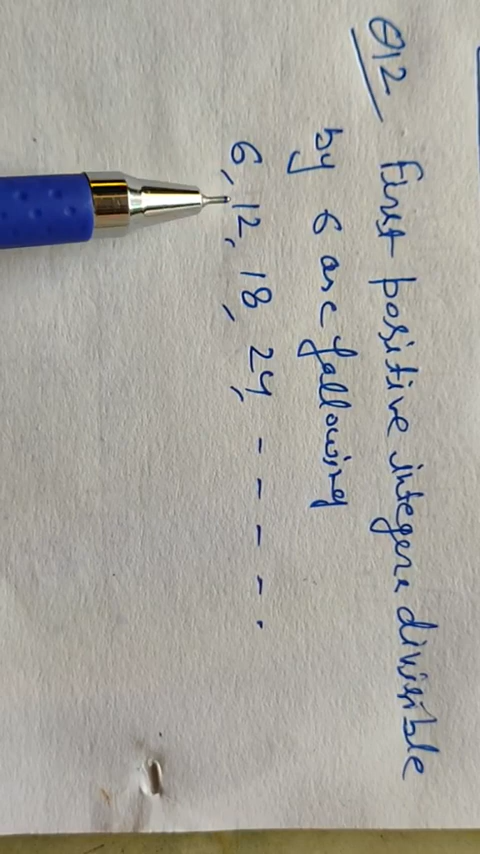 Q12 First positive integers divisible
by 6 are following
6, 12, 18, 24, - - - - .